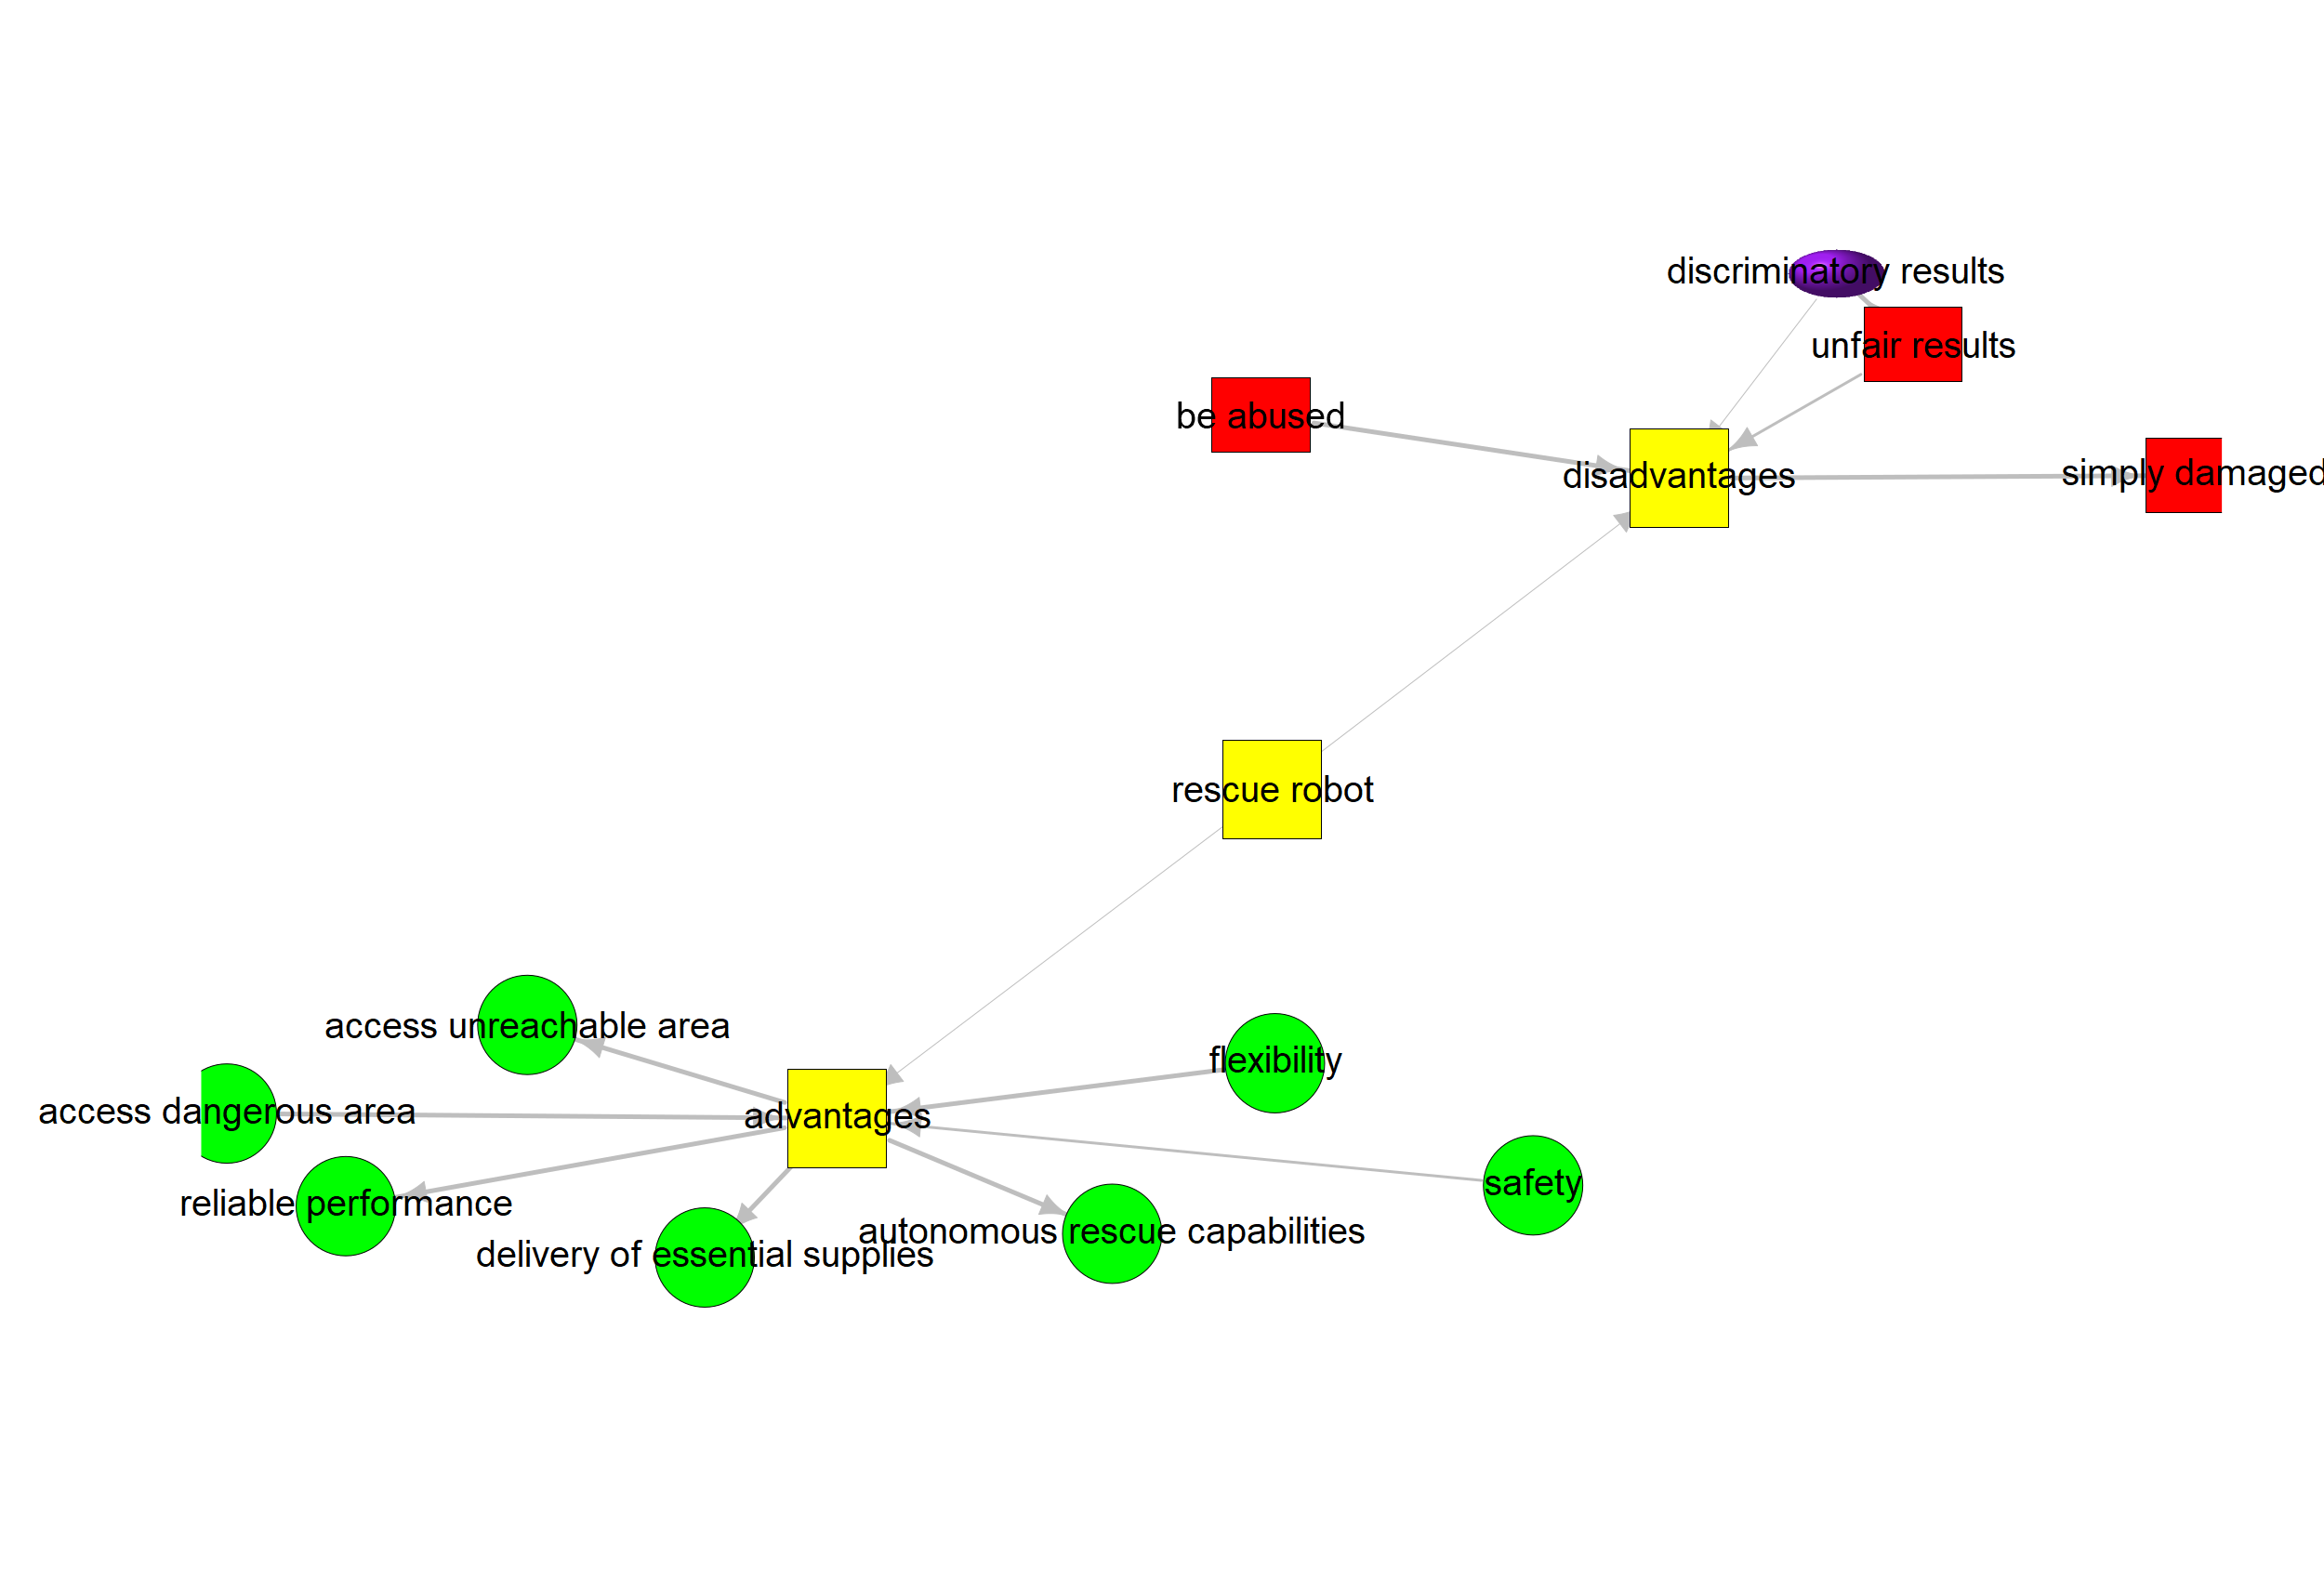 discriminatory results
unfair results
be abused
disadvantages
simply damaged
rescue robot
access unreachable area
flexibility
access dangerous area
advantages
safety
reliable performance
autonomous rescue capabilities
delivery of essential supplies